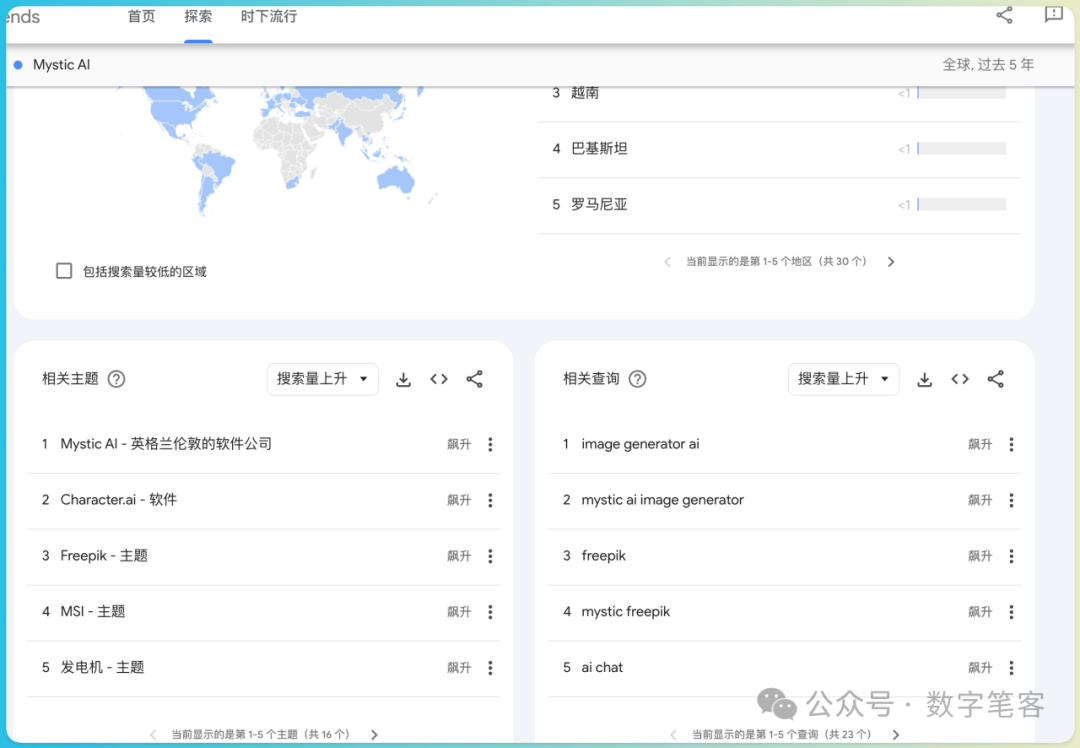 ends 首页 探索 时下流行
Mystic AI 全球, 过去 5 年
3 越南 <1
4 巴基斯坦 <1
5 罗马尼亚 <1
当前显示的是第 1-5 个地区（共 30 个）
包括搜索量较低的区域
相关主题 搜索量上升
1 Mystic AI - 英格兰伦敦的软件公司 飙升
2 Character.ai - 软件 飙升
3 Freepik - 主题 飙升
4 MSI - 主题 飙升
5 发电机 - 主题 飙升
当前显示的是第 1-5 个主题（共 16 个）
相关查询 搜索量上升
1 image generator ai 飙升
2 mystic ai image generator 飙升
3 freepik 飙升
4 mystic freepik 飙升
5 ai chat 飙升
当前显示的是第 1-5 个查询（共 23 个）
公众号 · 数字笔客